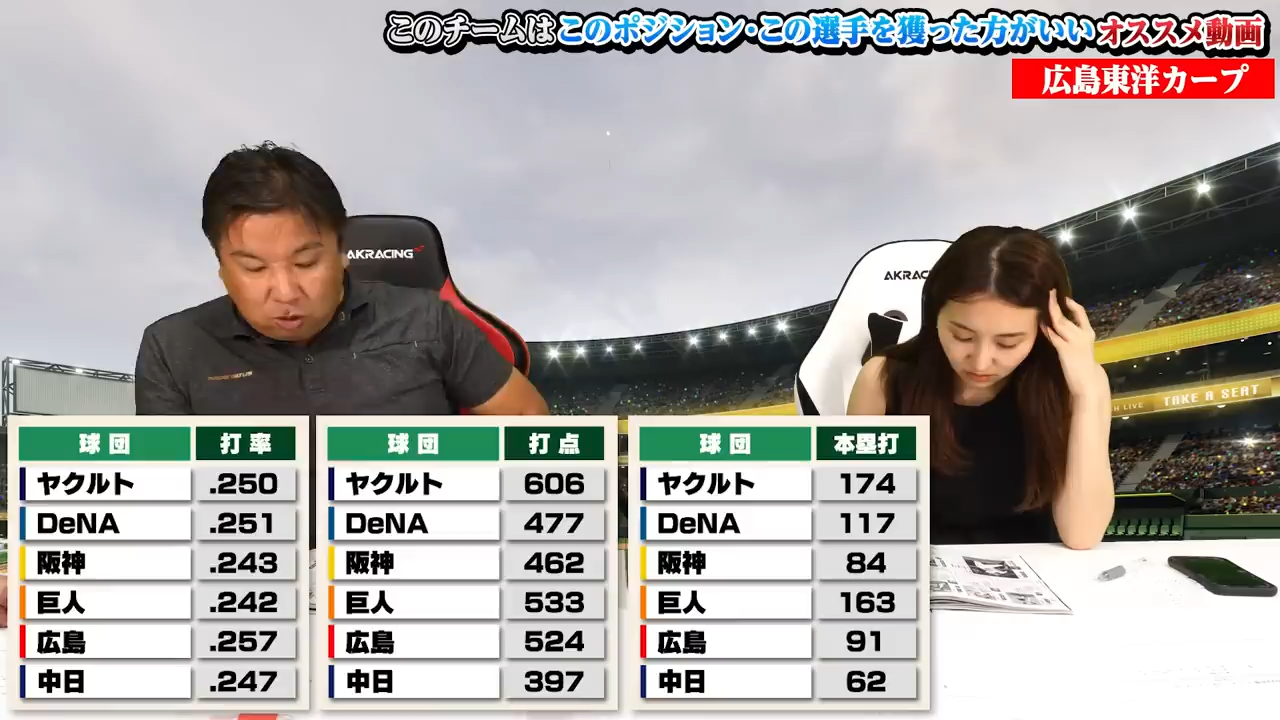 このチームはこのポジション・この選手を獲った方がいいオススメ動画
広島東洋カープ
AKRACING
AKRAC
TAKE A SEAT
球団 打率
ヤクルト .250
DeNA .251
阪神 .243
巨人 .242
広島 .257
中日 .247
球団 打点
ヤクルト 606
DeNA 477
阪神 462
巨人 533
広島 524
中日 397
球団 本塁打
ヤクルト 174
DeNA 117
阪神 84
巨人 163
広島 91
中日 62